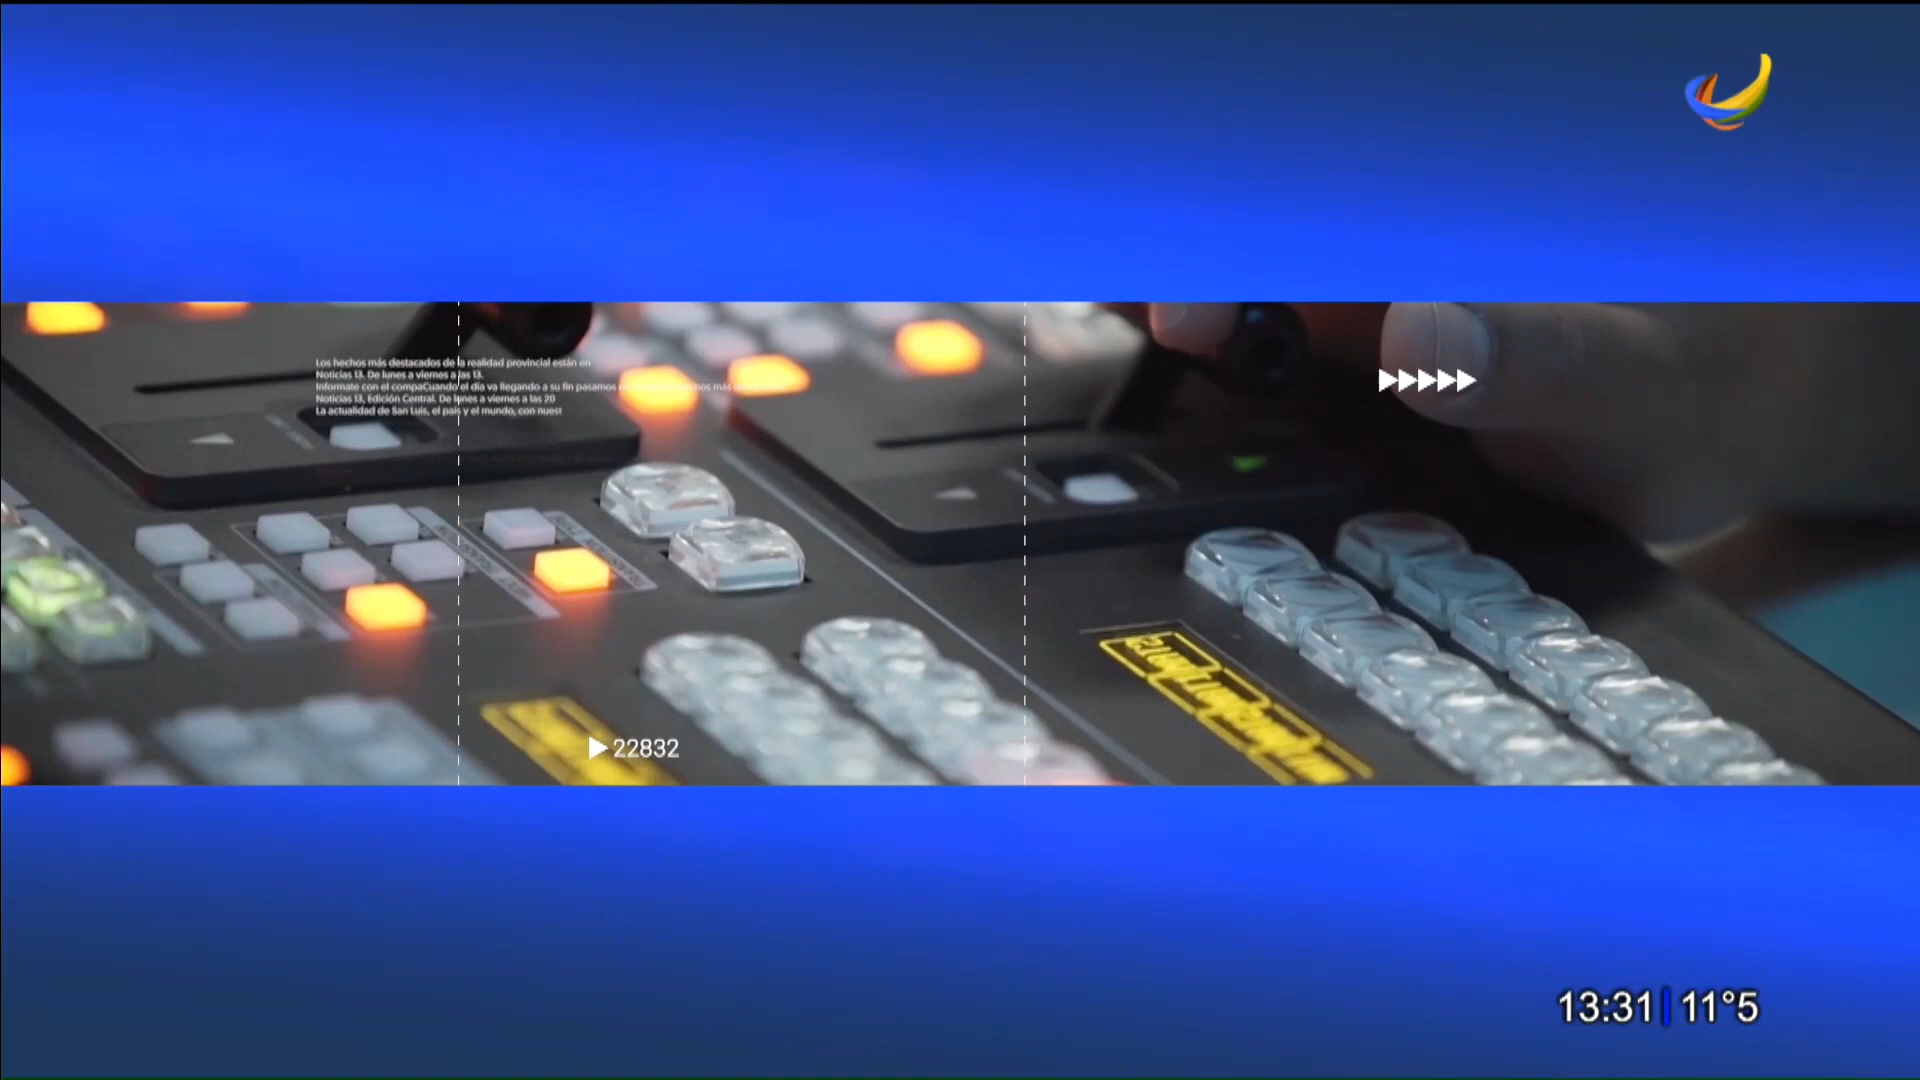 Los hechos más destacados de la realidad provincial están en
Noticias 13. De lunes a viernes a las 13.
Informate con el compaCuando el día va llegando a su fin pasamos
Noticias 13, Edición Central. De lunes a viernes a las 20
La actualidad de San Luis, el país y el mundo, con nuest
22832
13:31 11°5